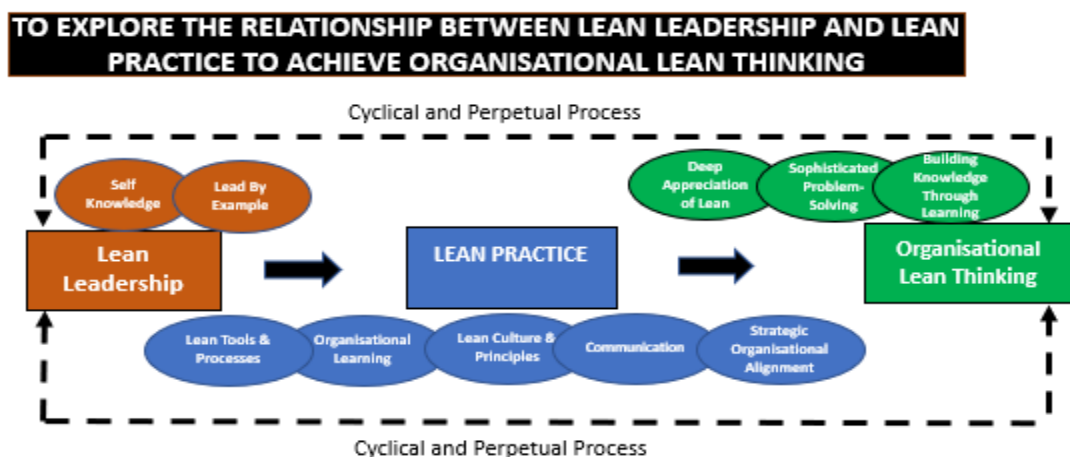 TO EXPLORE THE RELATIONSHIP BETWEEN LEAN LEADERSHIP AND LEAN
PRACTICE TO ACHIEVE ORGANISATIONAL LEAN THINKING
Cyclical and Perpetual Process
Self
Knowledge
Lead By
Example
Deep
Appreciation
of Lean
Sophisticated
Problem-
Solving
Building
Knowledge
Through
Learning
Lean
Leadership
LEAN PRACTICE
Organisational
Lean Thinking
Lean Tools &
Processes
Organisational
Learning
Lean Culture &
Principles
Communication
Strategic
Organisational
Alignment
Cyclical and Perpetual Process